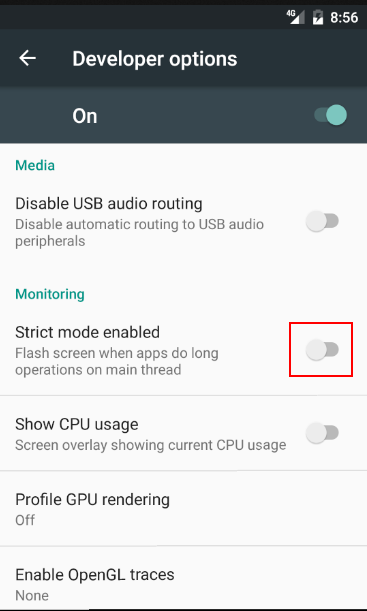 4G 8:56
Developer options
On
Media
Disable USB audio routing
Disable automatic routing to USB audio
peripherals
Monitoring
Strict mode enabled
Flash screen when apps do long
operations on main thread
Show CPU usage
Screen overlay showing current CPU usage
Profile GPU rendering
Off
Enable OpenGL traces
None